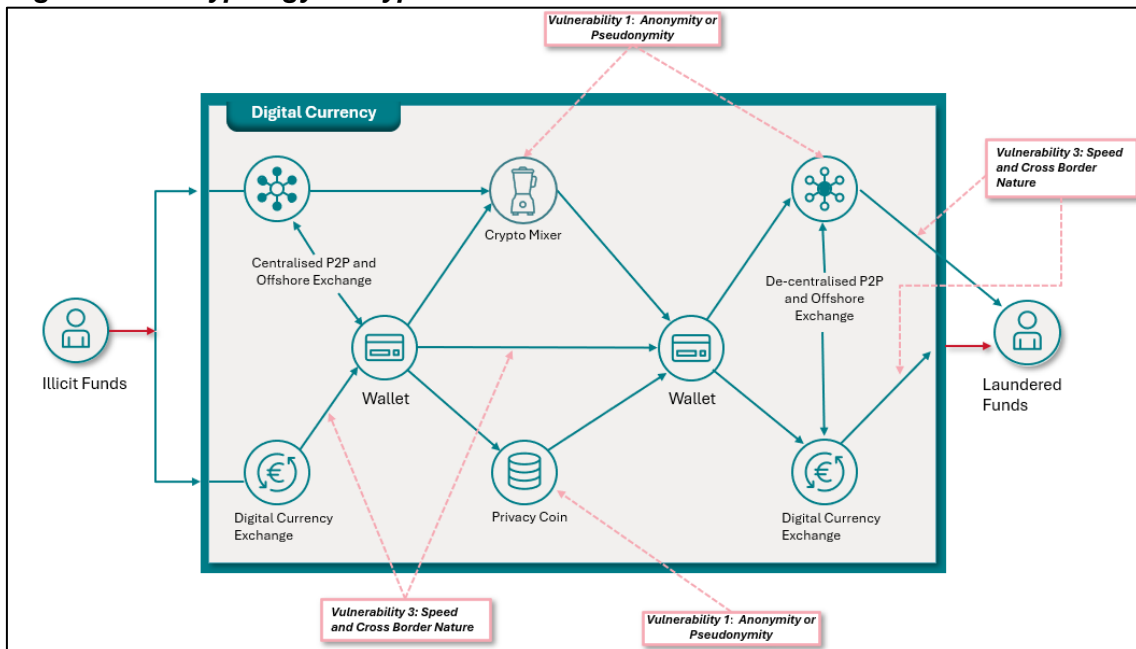 Vulnerability 1: Anonymity or
Pseudonymity
Digital Currency
Vulnerability 3: Speed
and Cross Border
Nature
Crypto Mixer
Centralised P2P and
Offshore Exchange
De-centralised P2P
and Offshore
Exchange
Illicit Funds
Wallet
Wallet
Laundered
Funds
Digital Currency
Exchange
Privacy Coin
Digital Currency
Exchange
Vulnerability 3: Speed
and Cross Border Nature
Vulnerability 1: Anonymity or
Pseudonymity